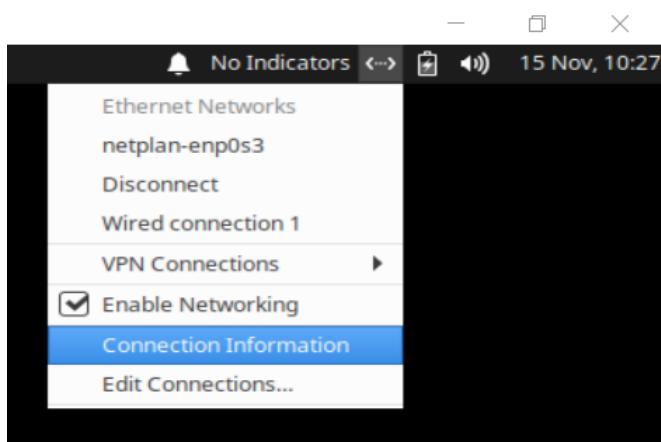 No Indicators 15 Nov, 10:27
Ethernet Networks
netplan-enp0s3
Disconnect
Wired connection 1
VPN Connections
Enable Networking
Connection Information
Edit Connections...